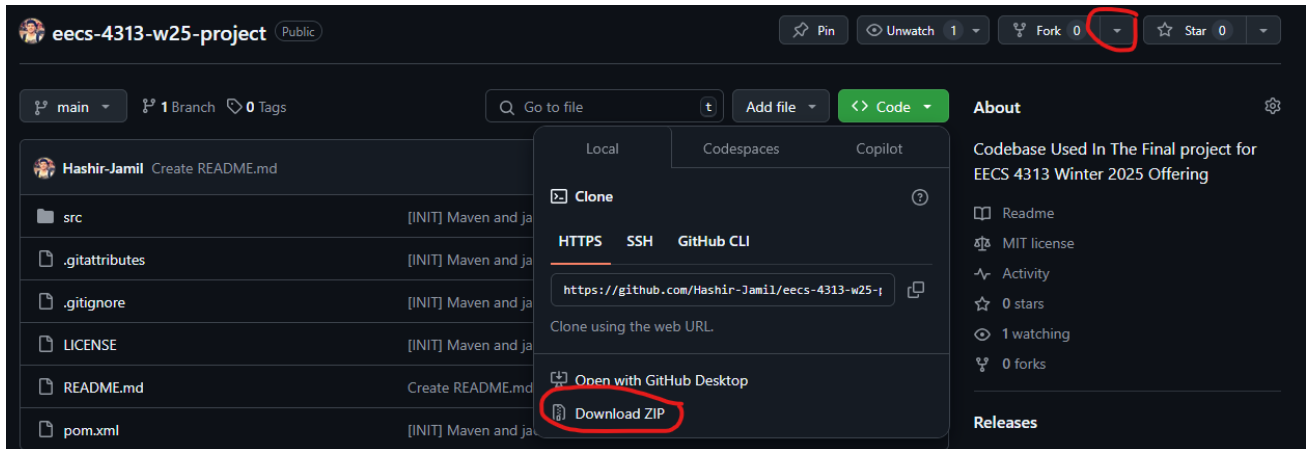 eecs-4313-w25-project Public
Pin
Unwatch 1
Fork 0
Star 0
main
1 Branch
0 Tags
Go to file t
Add file
<> Code
Hashir-Jamil Create README.md
src [INIT] Maven and ja
.gitattributes [INIT] Maven and ja
.gitignore [INIT] Maven and ja
LICENSE [INIT] Maven and ja
README.md Create README.md
pom.xml [INIT] Maven and ja
Local Codespaces Copilot
Clone
HTTPS SSH GitHub CLI
https://github.com/Hashir-Jamil/eecs-4313-w25-
Clone using the web URL.
Open with GitHub Desktop
Download ZIP
About
Codebase Used In The Final project for
EECS 4313 Winter 2025 Offering
Readme
MIT license
Activity
0 stars
1 watching
0 forks
Releases